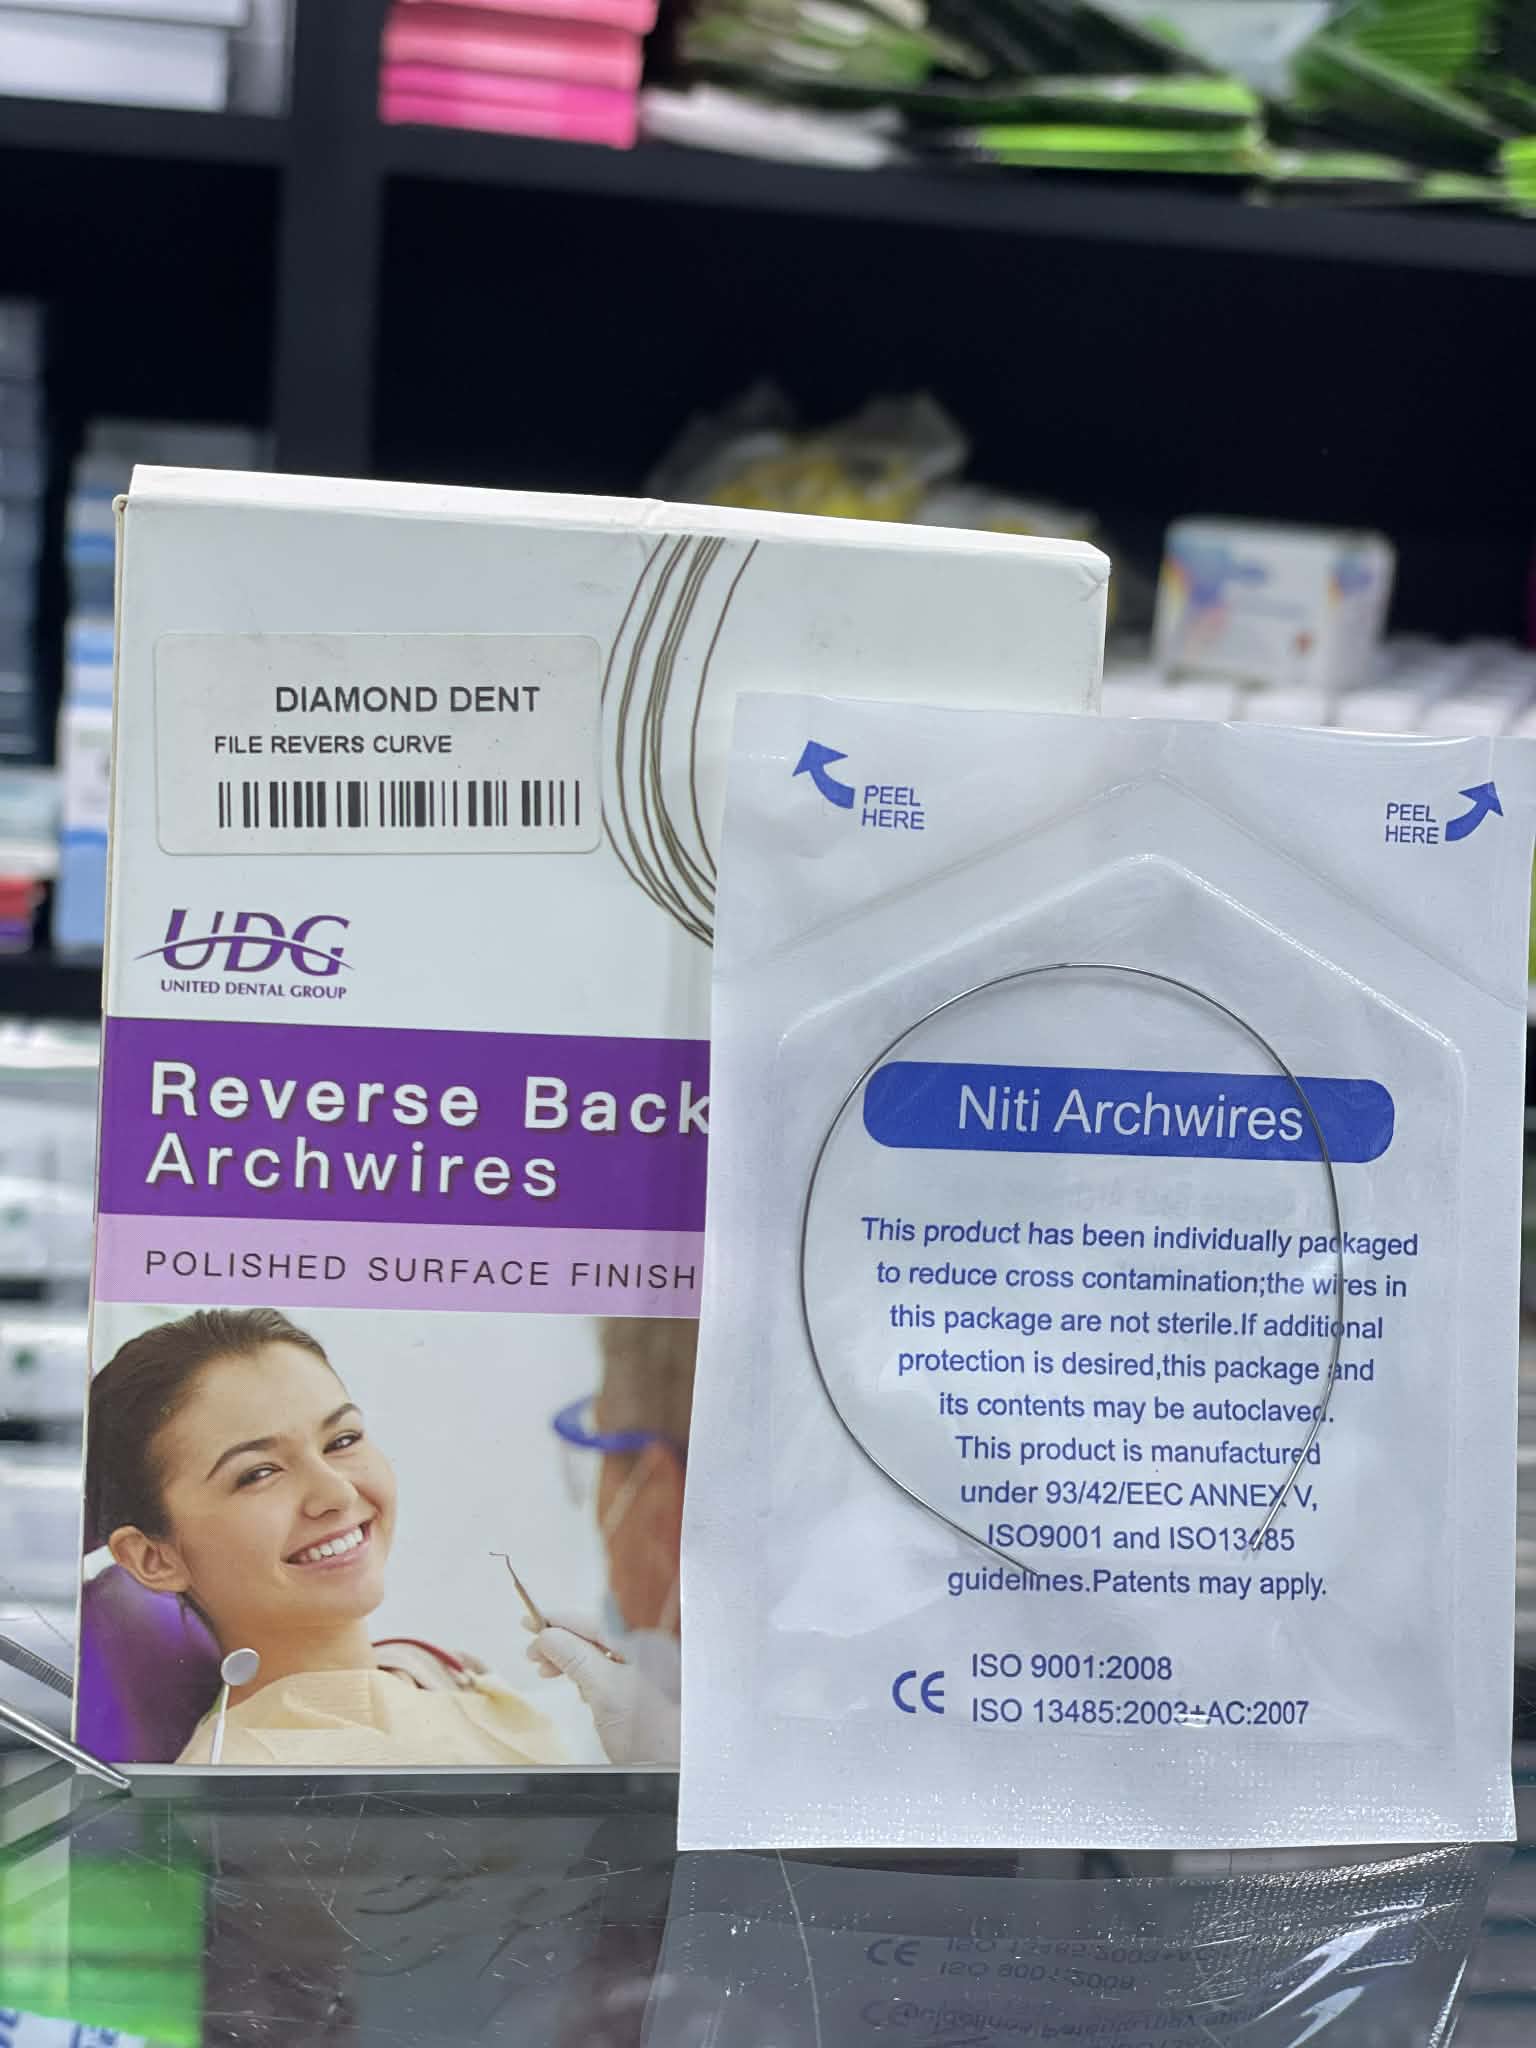 DIAMOND DENT
FILE REVERS CURVE
UDG
UNITED DENTAL GROUP
Reverse Back
Archwires
POLISHED SURFACE FINISH
PEEL
HERE
PEEL
HERE
Niti Archwires
This product has been individually packaged
to reduce cross contamination;the wires in
this package are not sterile.If additional
protection is desired,this package and
its contents may be autoclaved.
This product is manufactured
under 93/42/EEC ANNEX V,
ISO9001 and ISO13485
guidelines.Patents may apply.
CE
ISO 9001:2008
ISO 13485:2003+AC:2007